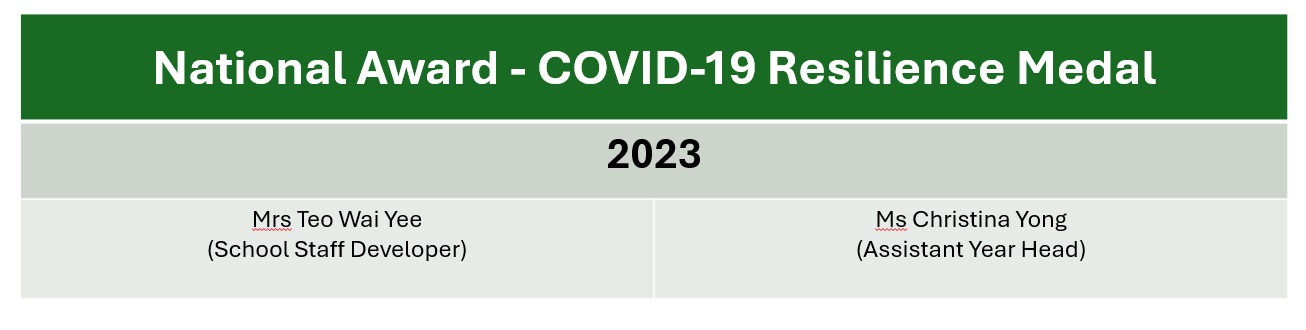 National Award - COVID-19 Resilience Medal
2023
Mrs Teo Wai Yee
(School Staff Developer)
Ms Christina Yong
(Assistant Year Head)